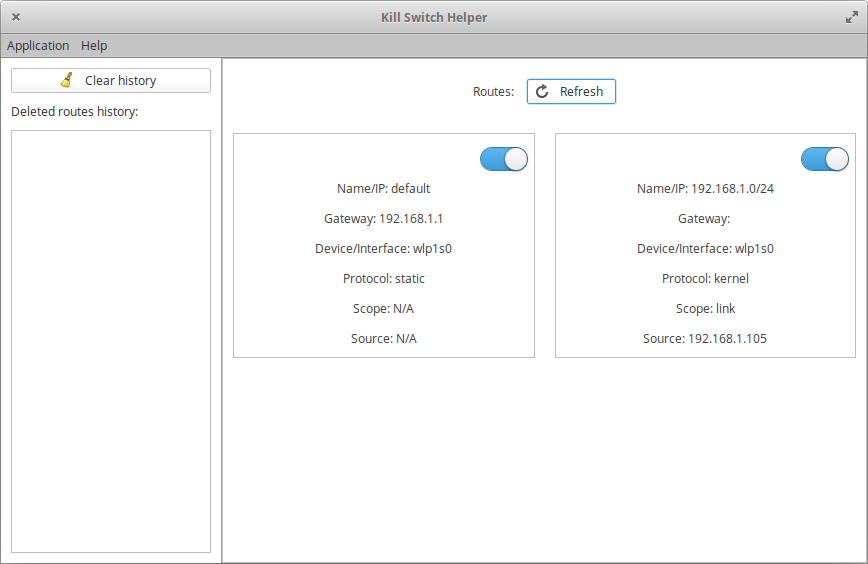 Kill Switch Helper
Application Help
Clear history
Deleted routes history:
Routes: Refresh
Name/IP: default
Gateway: 192.168.1.1
Device/Interface: wlp1s0
Protocol: static
Scope: N/A
Source: N/A
Name/IP: 192.168.1.0/24
Gateway:
Device/Interface: wlp1s0
Protocol: kernel
Scope: link
Source: 192.168.1.105